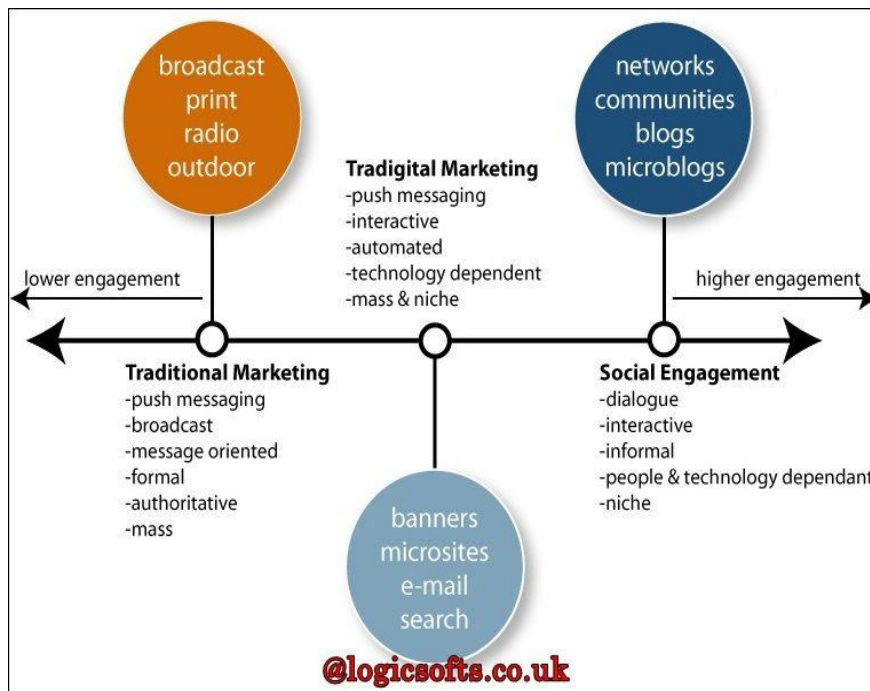 broadcast
print
radio
outdoor
networks
communities
blogs
microblogs
Tradigital Marketing
-push messaging
-interactive
-automated
-technology dependent
-mass & niche
lower engagement
higher engagement
Traditional Marketing
-push messaging
-broadcast
-message oriented
-formal
-authoritative
-mass
Social Engagement
-dialogue
-interactive
-informal
-people & technology dependant
-niche
banners
microsites
e-mail
search
@logicsofts.co.uk